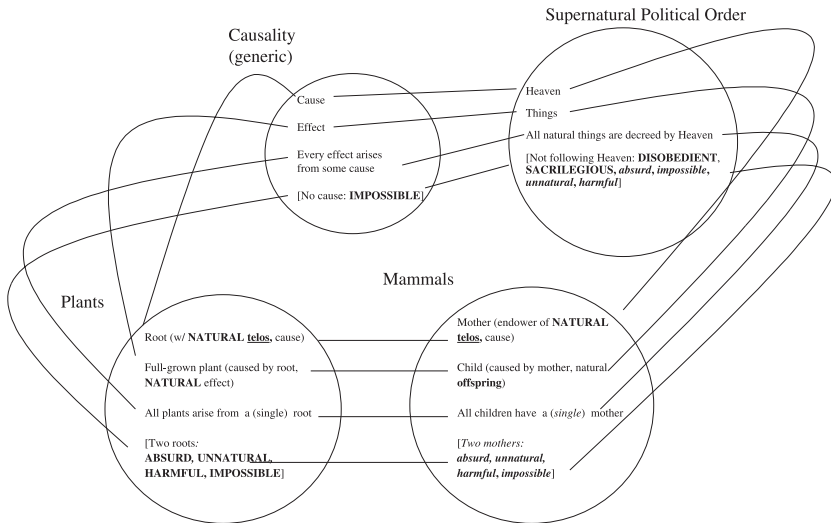 Supernatural Political Order
Causality
(generic)
Cause
Effect
Every effect arises
from some cause
[No cause: IMPOSSIBLE]
Heaven
Things
All natural things are decreed by Heaven
[Not following Heaven: DISOBEDIENT,
SACRILEGIOUS, absurd, impossible,
unnatural, harmful]
Plants
Root (w/ NATURAL telos, cause)
Full-grown plant (caused by root,
NATURAL effect)
All plants arise from a (single) root
[Two roots:
ABSURD, UNNATURAL,
HARMFUL, IMPOSSIBLE]
Mammals
Mother (endower of NATURAL
telos, cause)
Child (caused by mother, natural
offspring)
All children have a (single) mother
[Two mothers:
absurd, unnatural,
harmful, impossible]